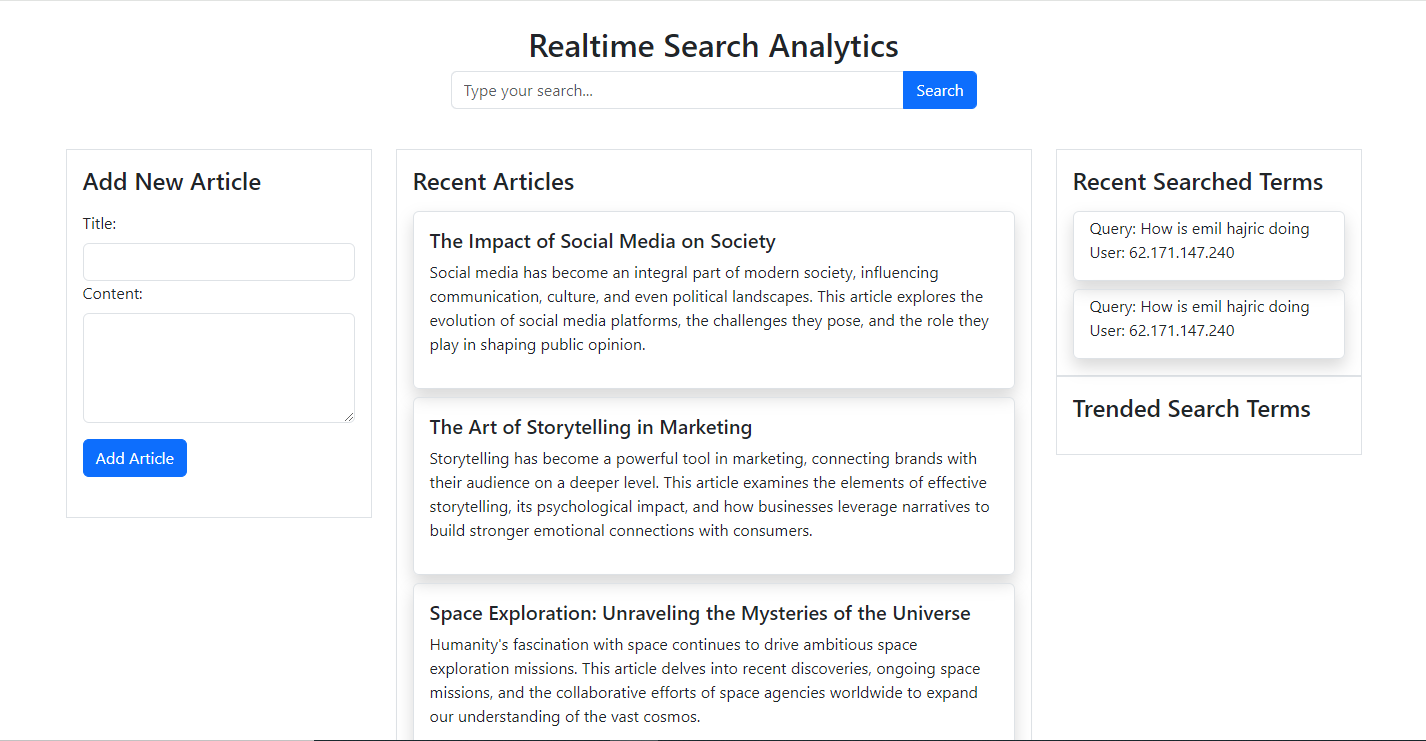 Realtime Search Analytics
Type your search...
Search
Add New Article
Title:
Content:
Add Article
Recent Articles
The Impact of Social Media on Society
Social media has become an integral part of modern society, influencing
communication, culture, and even political landscapes. This article explores the
evolution of social media platforms, the challenges they pose, and the role they
play in shaping public opinion.
The Art of Storytelling in Marketing
Storytelling has become a powerful tool in marketing, connecting brands with
their audience on a deeper level. This article examines the elements of effective
storytelling, its psychological impact, and how businesses leverage narratives to
build stronger emotional connections with consumers.
Space Exploration: Unraveling the Mysteries of the Universe
Humanity's fascination with space continues to drive ambitious space
exploration missions. This article delves into recent discoveries, ongoing space
missions, and the collaborative efforts of space agencies worldwide to expand
our understanding of the vast cosmos.
Recent Searched Terms
Query: How is emil hajric doing
User: 62.171.147.240
Query: How is emil hajric doing
User: 62.171.147.240
Trended Search Terms